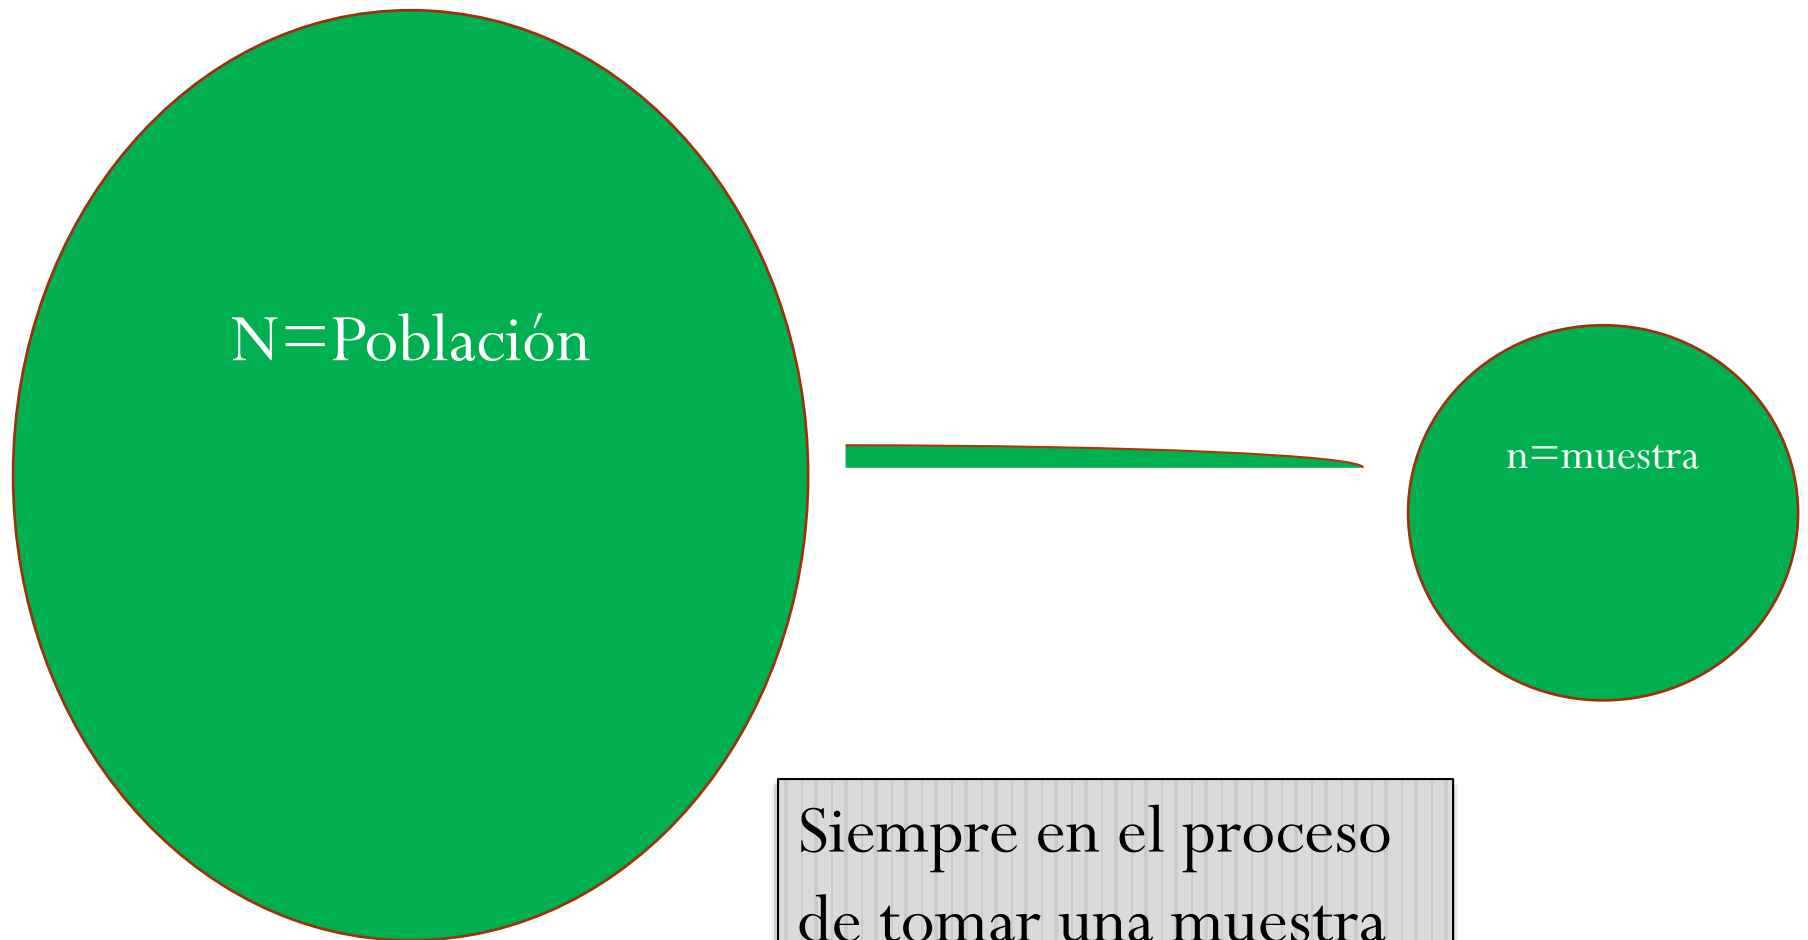 N=Población
n=muestra
Siempre en el proceso
de tomar una muestra